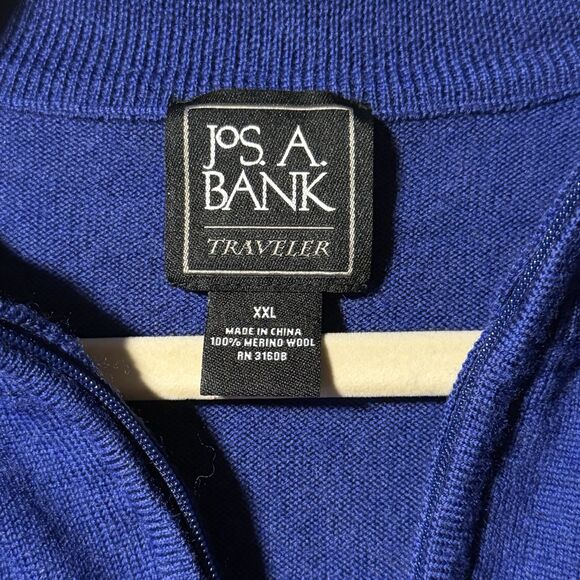 JoS. A.
BANK
TRAVELER
XXL
MADE IN CHINA
100% MERINO WOOL
RN 31608